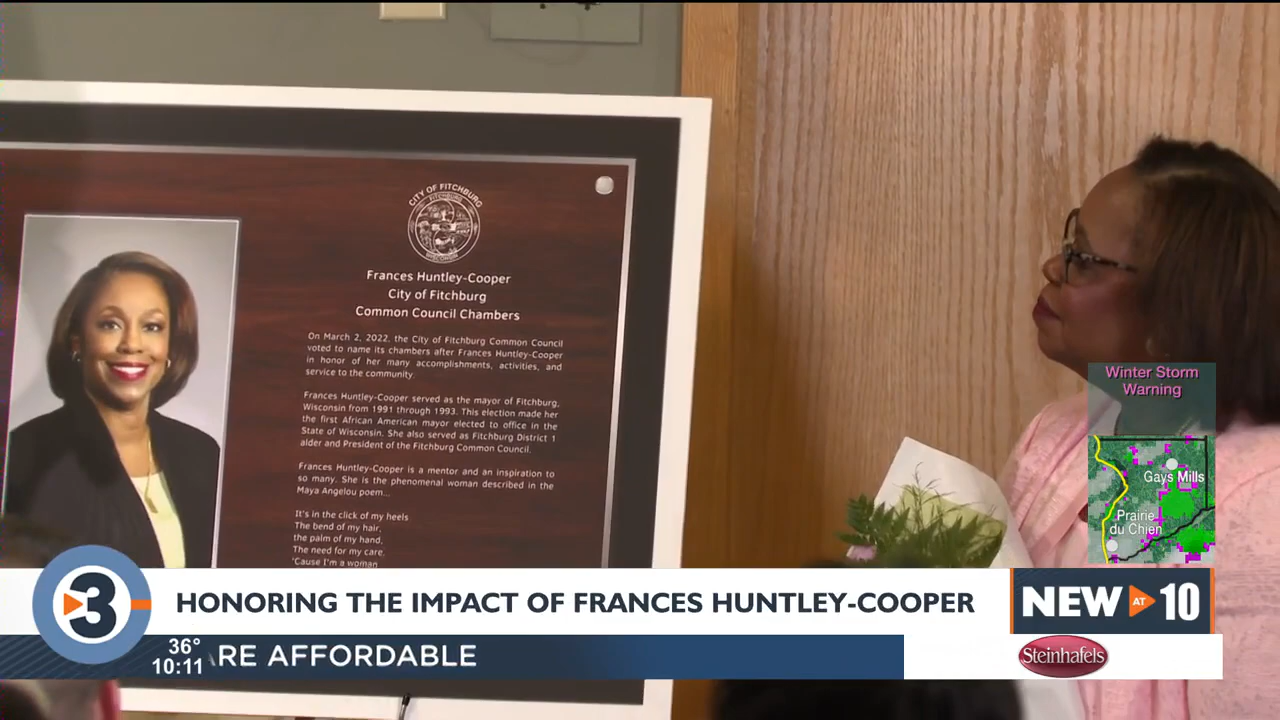 CITY OF FITCHBURG
FITCHBURG
WISCONSIN
Frances Huntley-Cooper
City of Fitchburg
Common Council Chambers
On March 2, 2022, the City of Fitchburg Common Council
voted to name its chambers after Frances Huntley-Cooper
in honor of her many accomplishments, activities, and
service to the community.
Frances Huntley-Cooper served as the mayor of Fitchburg,
Wisconsin from 1991 through 1993. This election made her
the first African American mayor elected to office in the
State of Wisconsin. She also served as Fitchburg District 1
alder and President of the Fitchburg Common Council.
Frances Huntley-Cooper is a mentor and an inspiration to
so many. She is the phenomenal woman described in the
Maya Angelou poem...
It's in the click of my heels
The bend of my hair,
the palm of my hand,
The need for my care.
'Cause I'm a woman
Winter Storm
Warning
Gays Mills
Prairie
du Chien
3
HONORING THE IMPACT OF FRANCES HUNTLEY-COOPER
NEW AT 10
36°
10:11
RE AFFORDABLE
Steinhafels